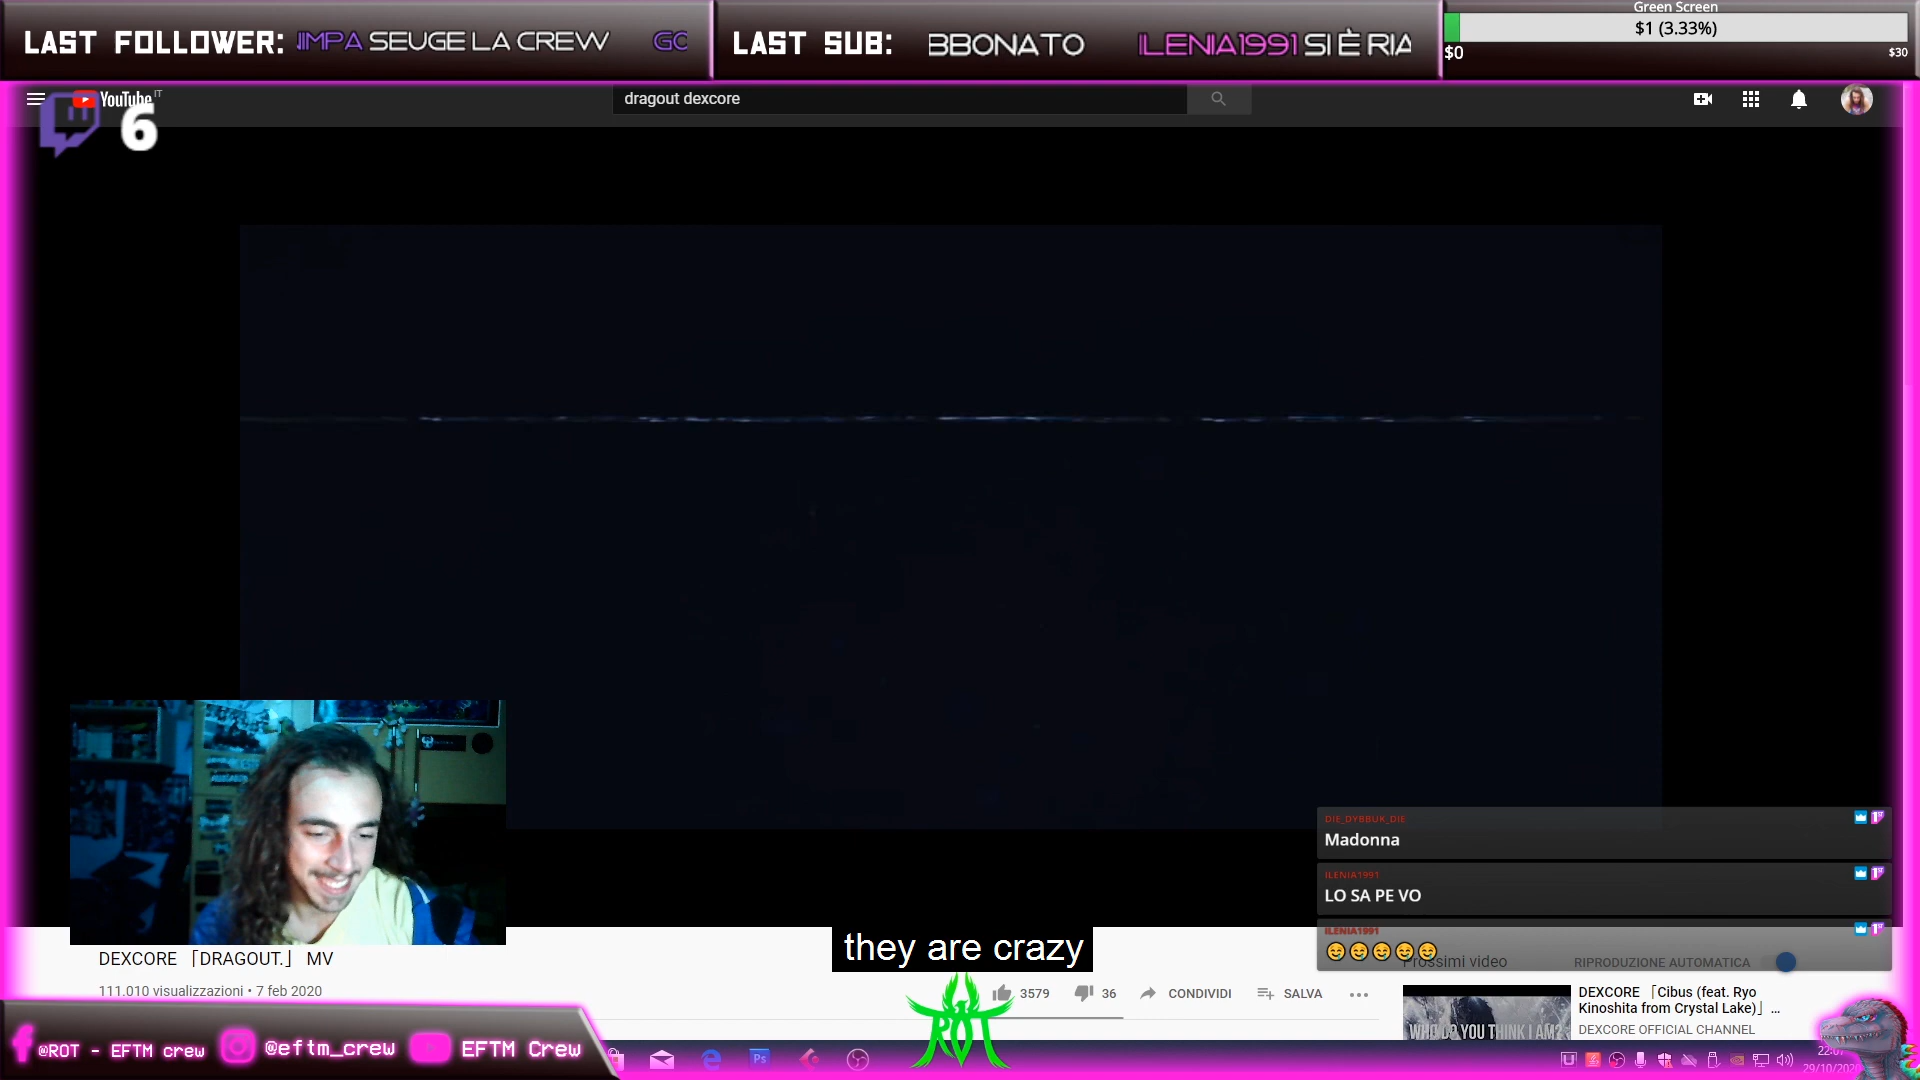 LAST FOLLOWER: JIMPA SEUGE LA CREW GO
LAST SUB: BBONATO ILENIA1991 SI È RIA
Green Screen
$1 (3.33%)
$0
$30
YouTube IT
6
dragout dexcore
DIE_DYBBUK_DIE
Madonna
ILENIA1991
LO SA PE VO
ILENIA1991
😊😊😊😊😊
they are crazy
DEXCORE 「DRAGOUT.」 MV
111.010 visualizzazioni • 7 feb 2020
3579
36
CONDIVIDI
SALVA
Prossimi video
RIPRODUZIONE AUTOMATICA
WHO DO YOU THINK I AM?
DEXCORE 「Cibus (feat. Ryo
Kinoshita from Crystal Lake)」 ...
DEXCORE OFFICIAL CHANNEL
@ROT - EFTM crew
@eftm_crew
EFTM Crew
ROT
Ps
29/10/2020